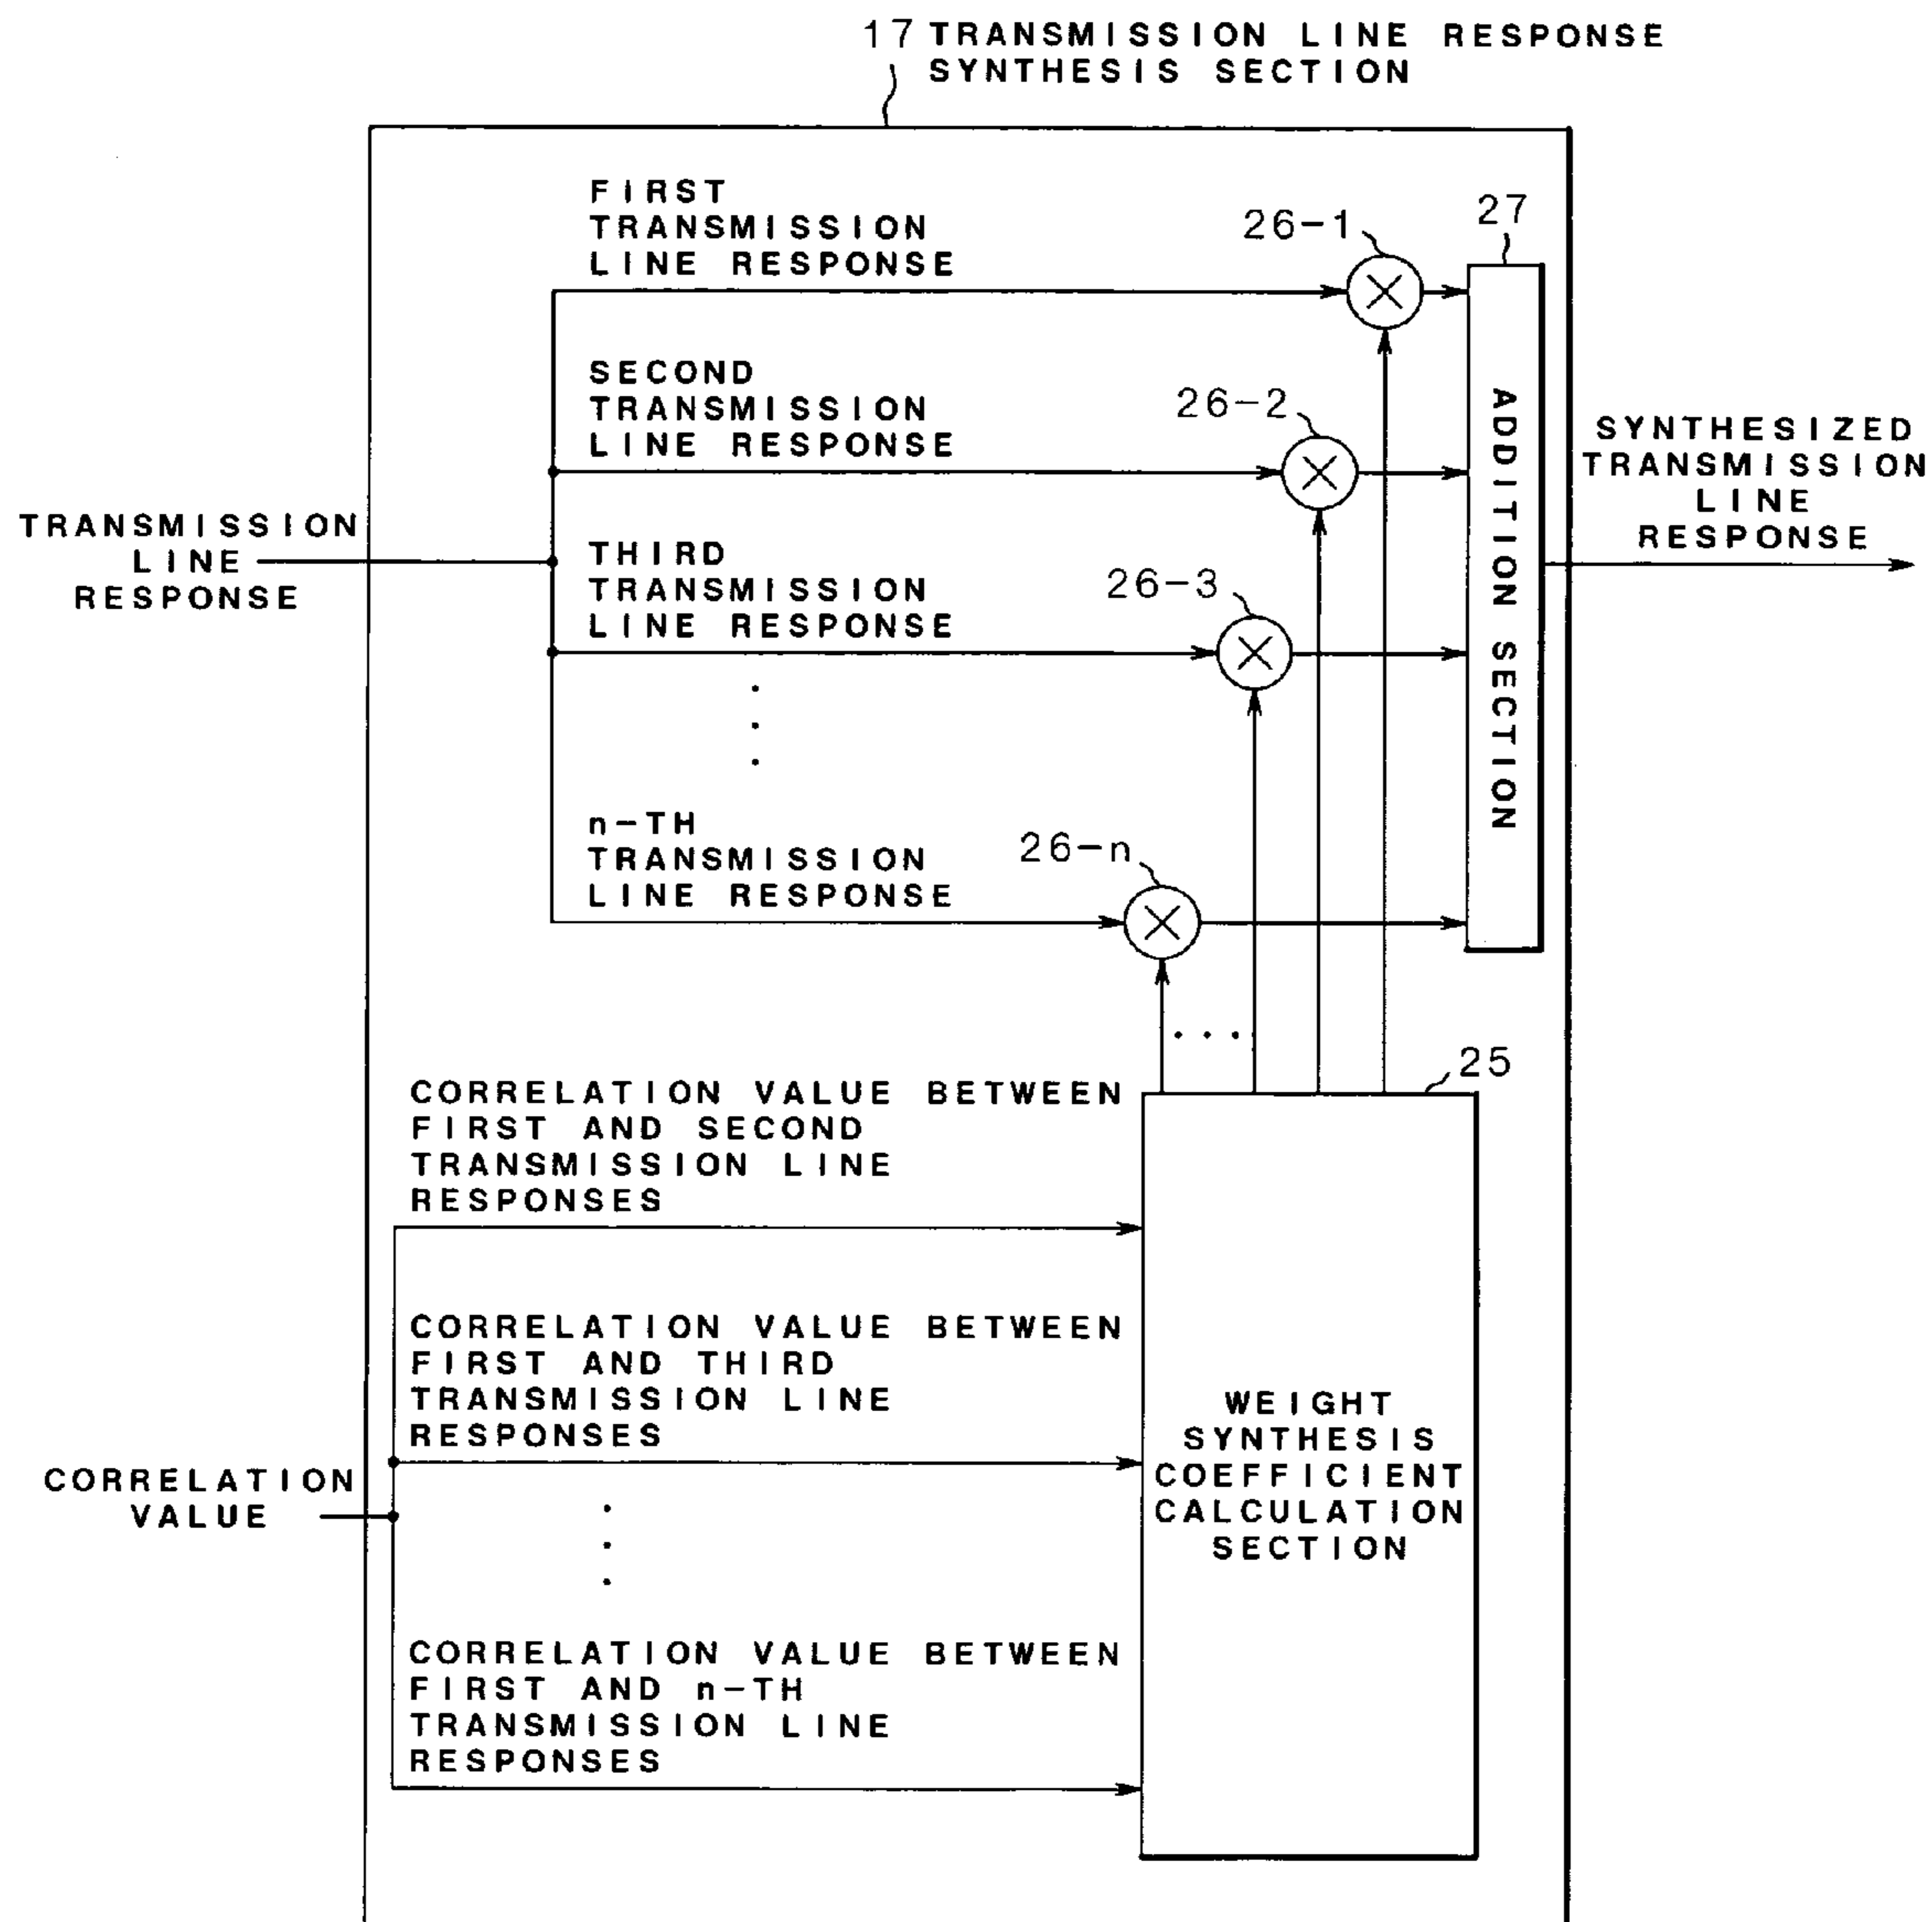 17 TRANSMISSION LINE RESPONSE
SYNTHESIS SECTION
FIRST
TRANSMISSION
LINE RESPONSE
26-1
27
SECOND
TRANSMISSION
LINE RESPONSE
26-2
ADDITION SECTION
SYNTHESIZED
TRANSMISSION
LINE
RESPONSE
TRANSMISSION
LINE
RESPONSE
THIRD
TRANSMISSION
LINE RESPONSE
26-3
n-TH
TRANSMISSION
LINE RESPONSE
26-n
25
CORRELATION VALUE BETWEEN
FIRST AND SECOND
TRANSMISSION LINE
RESPONSES
CORRELATION VALUE BETWEEN
FIRST AND THIRD
TRANSMISSION LINE
RESPONSES
WEIGHT
SYNTHESIS
COEFFICIENT
CALCULATION
SECTION
CORRELATION
VALUE
CORRELATION VALUE BETWEEN
FIRST AND n-TH
TRANSMISSION LINE
RESPONSES